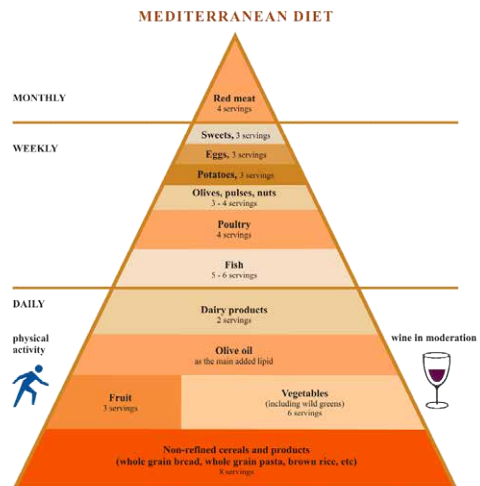 MEDITERRANEAN DIET
MONTHLY
Red meat
4 servings
WEEKLY
Sweets, 3 servings
Eggs, 3 servings
Potatoes, 3 servings
Olives, pulses, nuts
3 - 4 servings
Poultry
4 servings
Fish
5 - 6 servings
DAILY
Dairy products
2 servings
physical
activity
wine in moderation
Olive oil
as the main added lipid
Fruit
3 servings
Vegetables
(including wild greens)
6 servings
Non-refined cereals and products
(whole grain bread, whole grain pasta, brown rice, etc)
8 servings